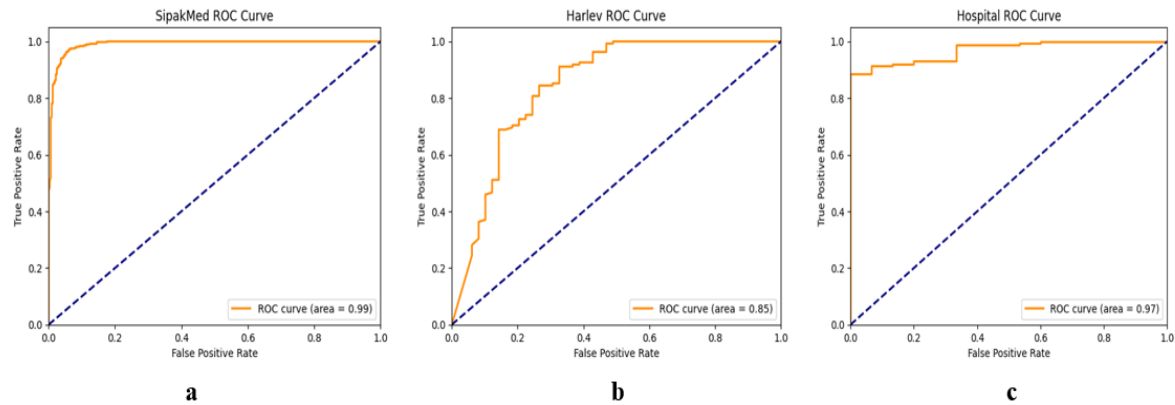 SipakMed ROC Curve
1.0
0.8
0.6
0.4
0.2
0.0
True Positive Rate
0.0 0.2 0.4 0.6 0.8 1.0
False Positive Rate
ROC curve (area = 0.99)
a
Harlev ROC Curve
1.0
0.8
0.6
0.4
0.2
0.0
True Positive Rate
0.0 0.2 0.4 0.6 0.8 1.0
False Positive Rate
ROC curve (area = 0.85)
b
Hospital ROC Curve
1.0
0.8
0.6
0.4
0.2
0.0
True Positive Rate
0.0 0.2 0.4 0.6 0.8 1.0
False Positive Rate
ROC curve (area = 0.97)
c